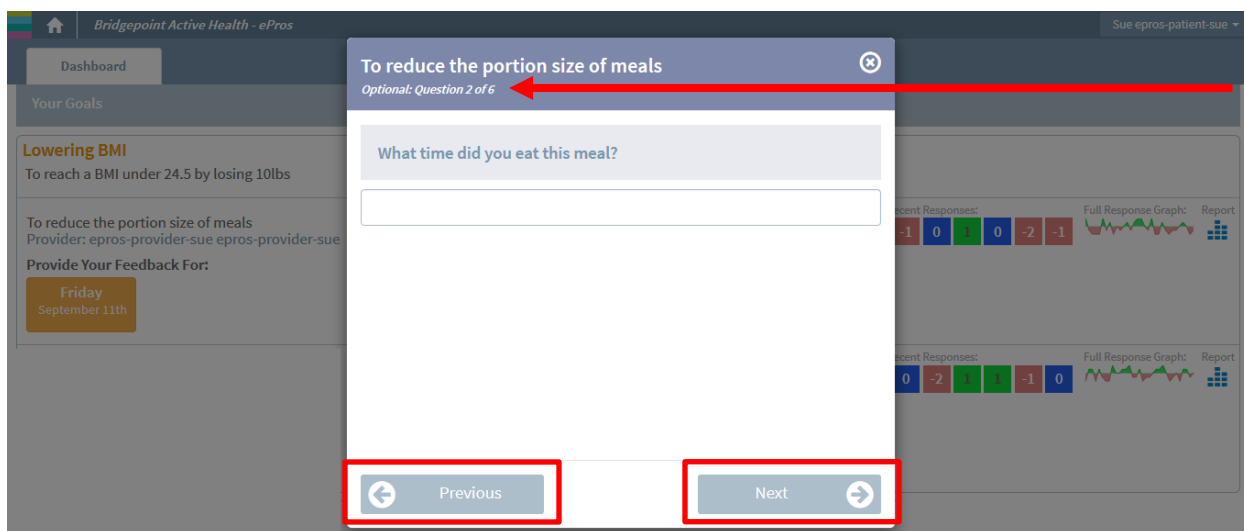 Bridgepoint Active Health - ePros
Sue epros-patient-sue
Dashboard
Your Goals
To reduce the portion size of meals
Optional: Question 2 of 6
What time did you eat this meal?
Previous
Next
Lowering BMI
To reach a BMI under 24.5 by losing 10lbs
To reduce the portion size of meals
Provider: epros-provider-sue epros-provider-sue
Provide Your Feedback For:
Friday
September 11th
ecent Responses: Full Response Graph: Report
-1 0 1 0 -2 -1
ecent Responses: Full Response Graph: Report
0 -2 1 1 -1 0